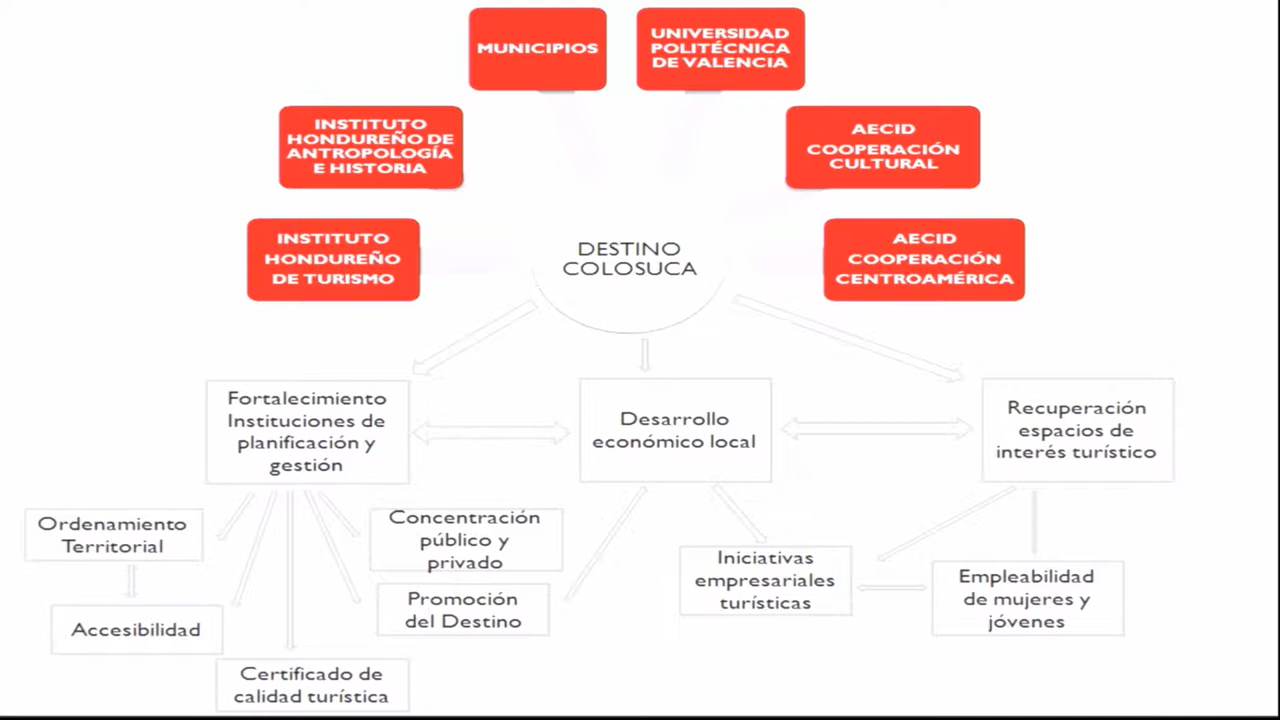 MUNICIPIOS
UNIVERSIDAD
POLITÉCNICA
DE VALENCIA
INSTITUTO
HONDUREÑO DE
ANTROPOLOGÍA
E HISTORIA
AECID
COOPERACIÓN
CULTURAL
INSTITUTO
HONDUREÑO
DE TURISMO
DESTINO
COLOSUCA
AECID
COOPERACIÓN
CENTROAMÉRICA
Fortalecimiento
Instituciones de
planificación y
gestión
Desarrollo
económico local
Recuperación
espacios de
interés turístico
Ordenamiento
Territorial
Concentración
público y
privado
Iniciativas
empresariales
turísticas
Empleabilidad
de mujeres y
jóvenes
Accesibilidad
Promoción
del Destino
Certificado de
calidad turística